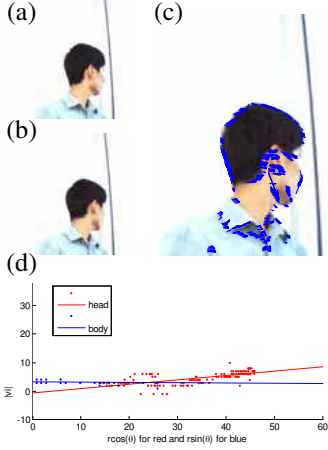 (a)
(c)
(b)
(d)
head
body
|vi|
30
20
10
0
-10
0
10
20
30
40
50
60
rcos(θ) for red and rsin(θ) for blue